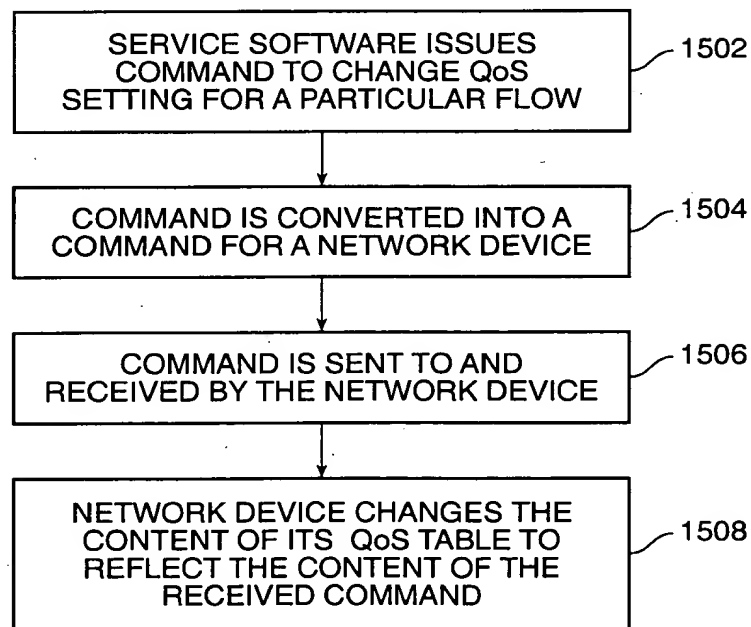 SERVICE SOFTWARE ISSUES
COMMAND TO CHANGE QoS
SETTING FOR A PARTICULAR FLOW
1502
COMMAND IS CONVERTED INTO A
COMMAND FOR A NETWORK DEVICE
1504
COMMAND IS SENT TO AND
RECEIVED BY THE NETWORK DEVICE
1506
NETWORK DEVICE CHANGES THE
CONTENT OF ITS QoS TABLE TO
REFLECT THE CONTENT OF THE
RECEIVED COMMAND
1508